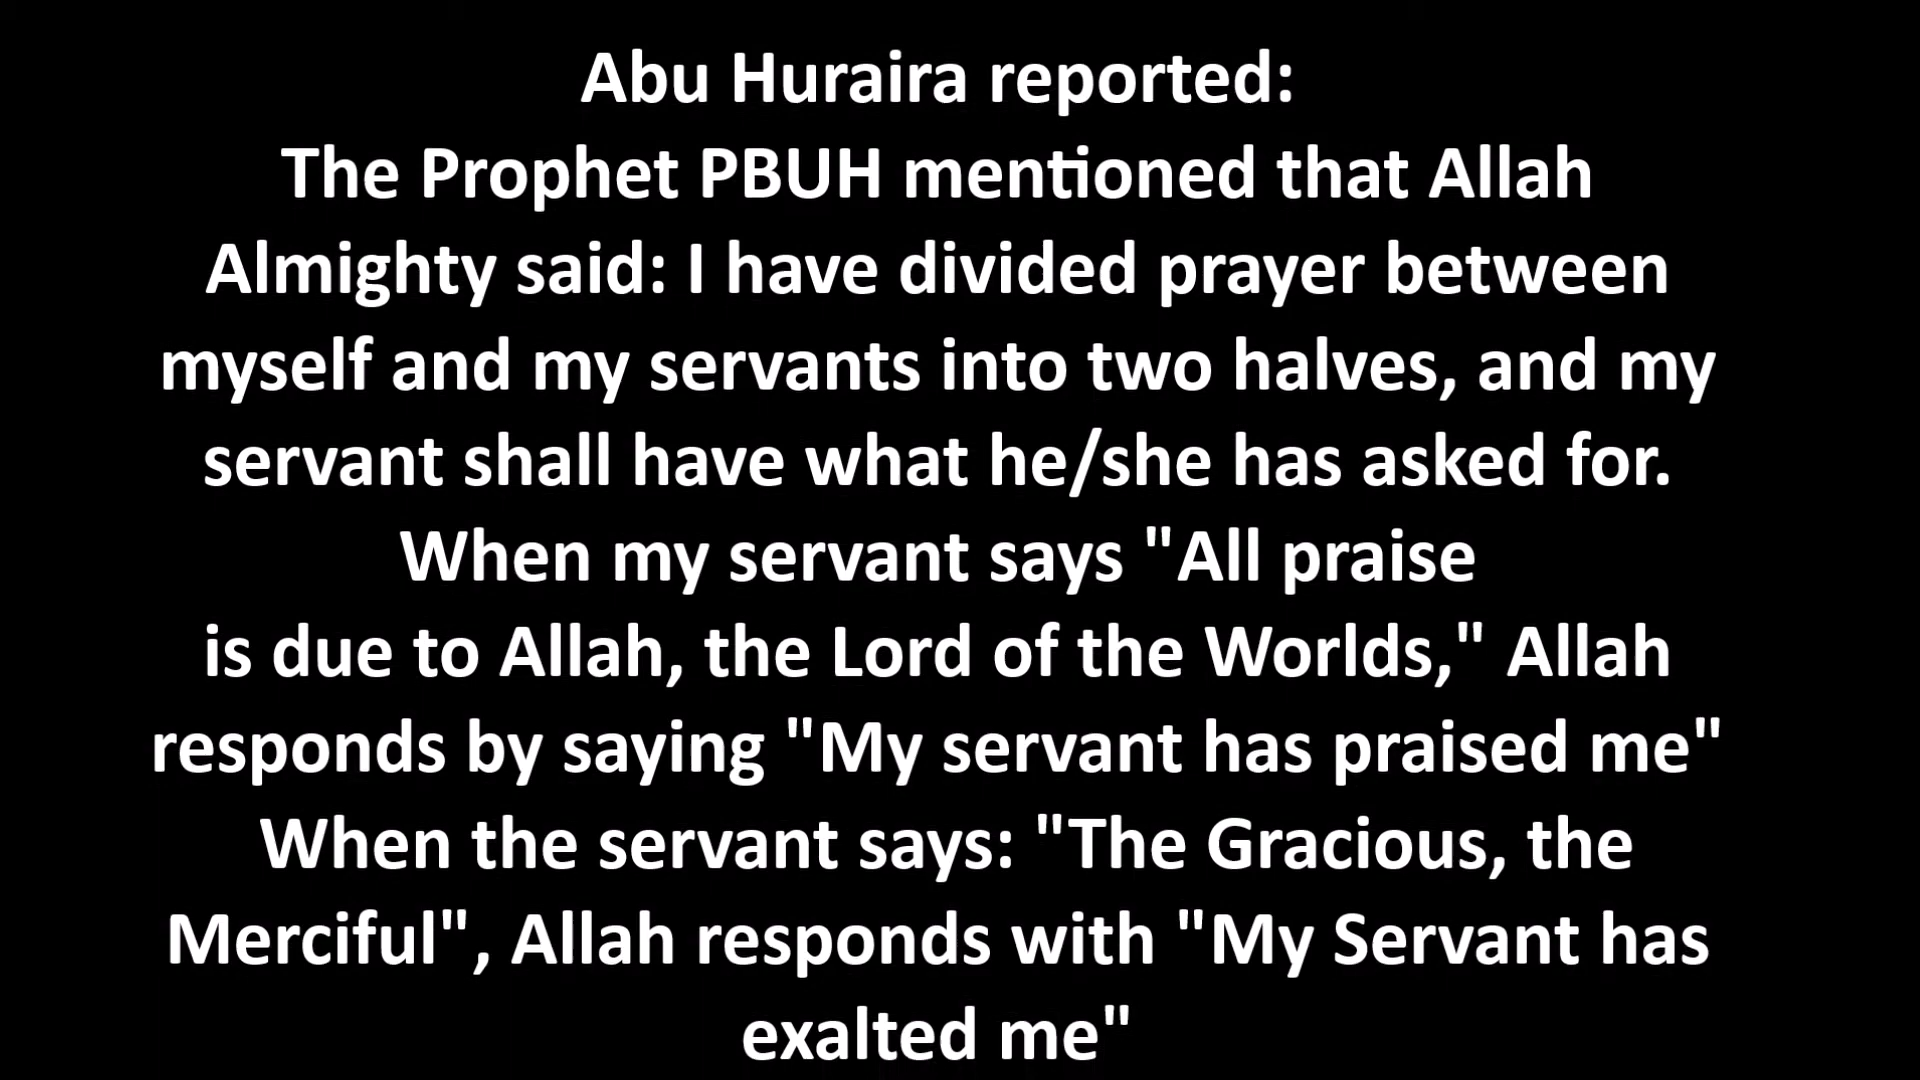 Abu Huraira reported:
The Prophet PBUH mentioned that Allah
Almighty said: I have divided prayer between
myself and my servants into two halves, and my
servant shall have what he/she has asked for.
When my servant says "All praise
is due to Allah, the Lord of the Worlds," Allah
responds by saying "My servant has praised me"
When the servant says: "The Gracious, the
Merciful", Allah responds with "My Servant has
exalted me"